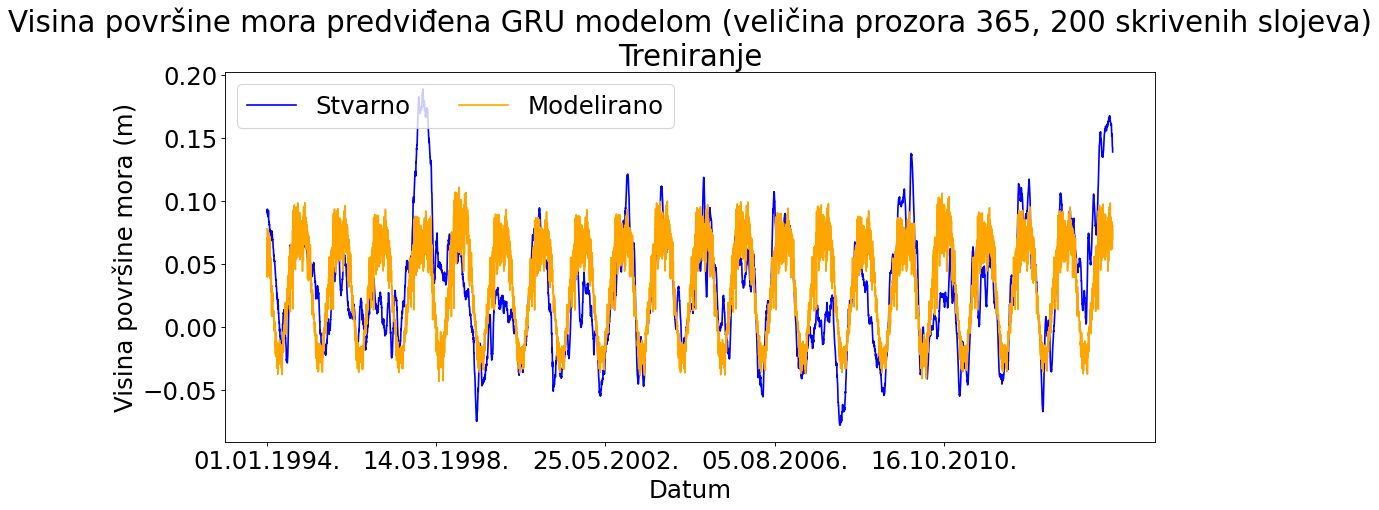 Visina površine mora predviđena GRU modelom (veličina prozora 365, 200 skrivenih slojeva)
Treniranje
Stvarno
Modelirano
Visina površine mora (m)
0.20
0.15
0.10
0.05
0.00
−0.05
01.01.1994.
14.03.1998.
25.05.2002.
05.08.2006.
16.10.2010.
Datum